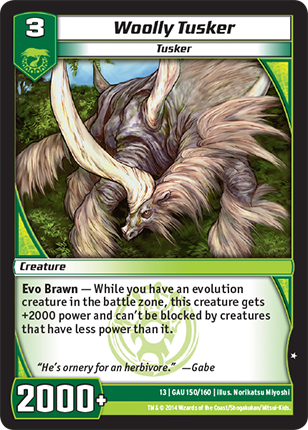 3
Woolly Tusker
Tusker
Creature
Evo Brawn — While you have an evolution
creature in the battle zone, this creature gets
+2000 power and can't be blocked by creatures
that have less power than it.
"He's ornery for an herbivore." —Gabe
2000+
13 | GAU 150/160 | illus. Norikatsu Miyoshi
TM & © 2014 Wizards of the Coast/Shogakukan/Mitsui-Kids.